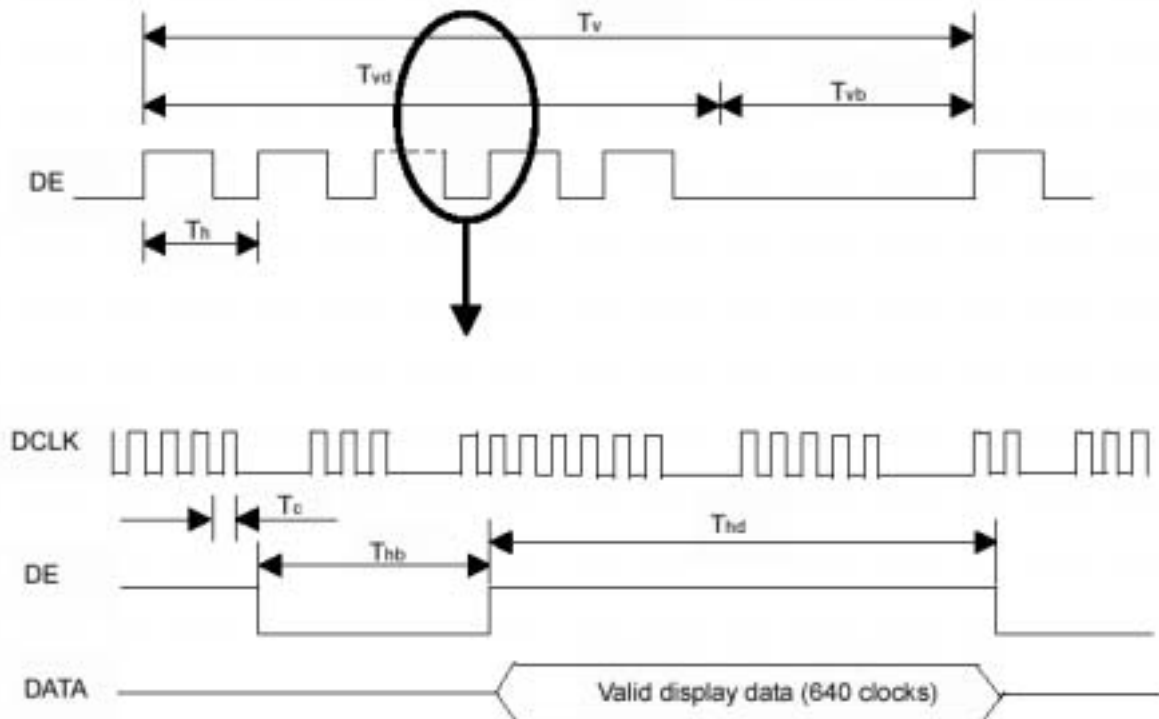 Tv
Tvd
Tvb
DE
Th
DCLK
Tc
Thd
Thb
DE
DATA
Valid display data (640 clocks)